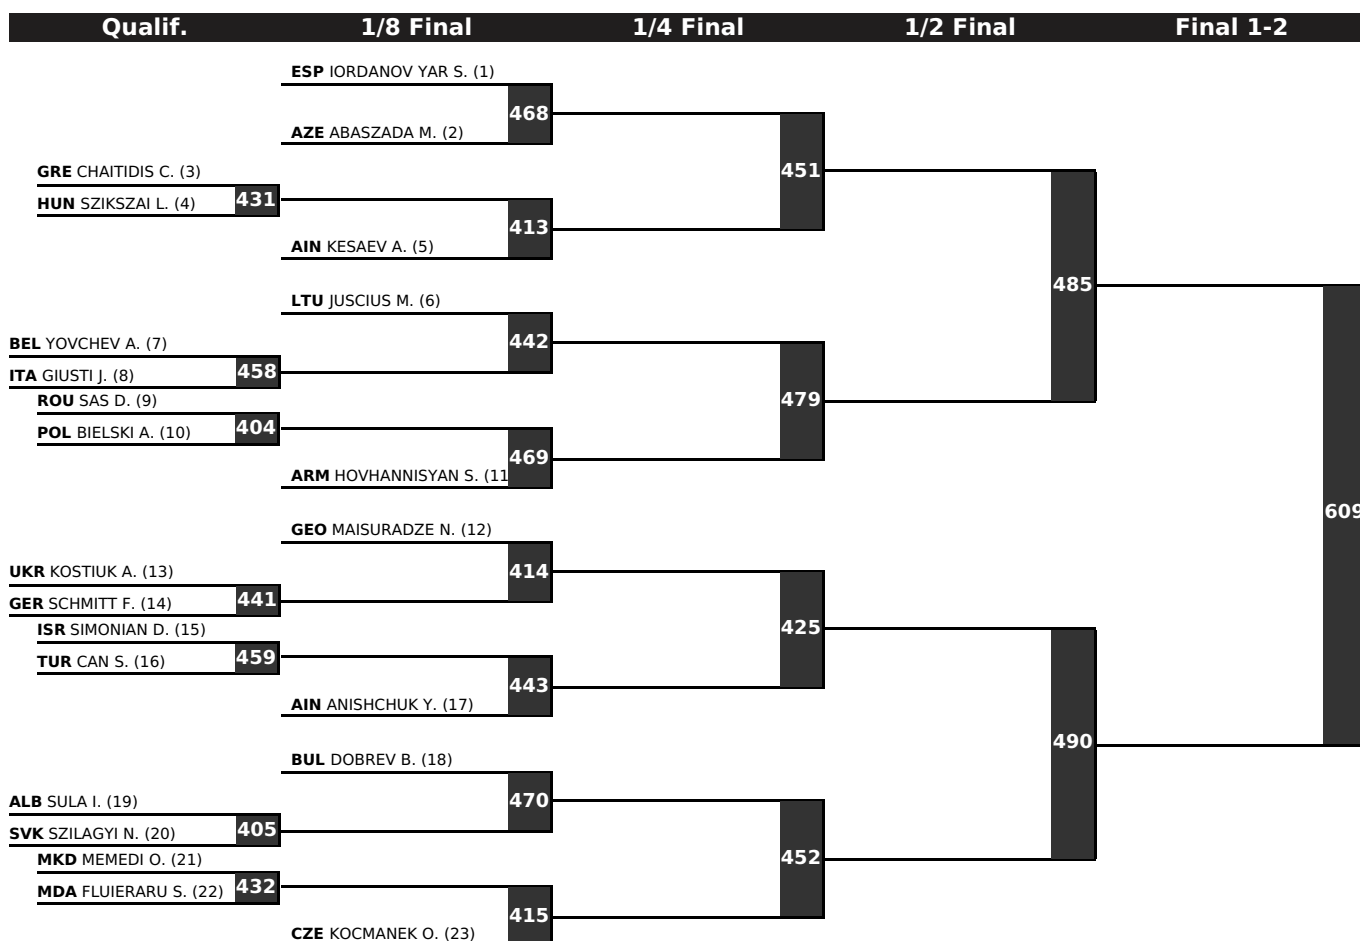 Qualif. 1/8 Final 1/4 Final 1/2 Final Final 1-2
ESP IORDANOV YAR S. (1)
468
AZE ABASZADA M. (2)
451
GRE CHAITIDIS C. (3)
431
HUN SZIKSZAI L. (4)
413
AIN KESAEV A. (5)
485
LTU JUSCIUS M. (6)
442
BEL YOVCHEV A. (7)
458
ITA GIUSTI J. (8)
479
ROU SAS D. (9)
404
POL BIELSKI A. (10)
469
ARM HOVHANNISYAN S. (11
609
GEO MAISURADZE N. (12)
414
UKR KOSTIUK A. (13)
441
GER SCHMITT F. (14)
425
ISR SIMONIAN D. (15)
459
TUR CAN S. (16)
443
AIN ANISHCHUK Y. (17)
490
BUL DOBREV B. (18)
470
ALB SULA I. (19)
405
SVK SZILAGYI N. (20)
452
MKD MEMEDI O. (21)
432
MDA FLUIERARU S. (22)
415
CZE KOCMANEK O. (23)